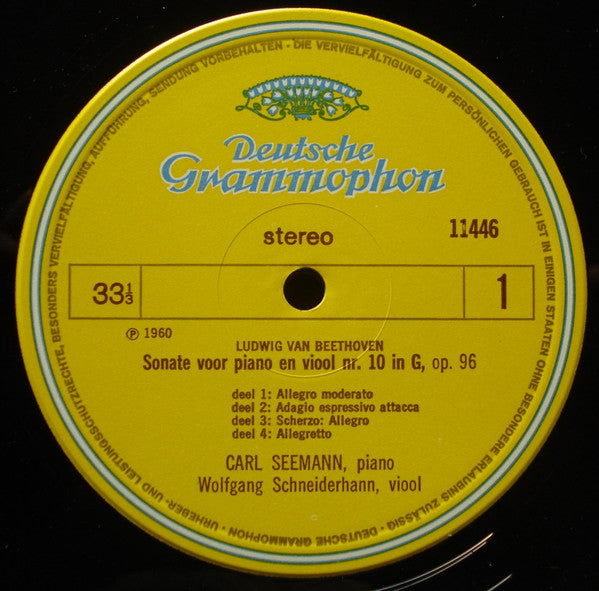 Deutsche
Grammophon
stereo
11446
33⅓
1
℗ 1960
LUDWIG VAN BEETHOVEN
Sonate voor piano en viool nr. 10 in G, op. 96
deel 1: Allegro moderato
deel 2: Adagio espressivo attacca
deel 3: Scherzo: Allegro
deel 4: Allegretto
CARL SEEMANN, piano
Wolfgang Schneiderhann, viool
DEUTSCHE GRAMMOPHON · URHEBER- UND LEISTUNGSSCHUTZRECHTE, BESONDERS VERVIELFÄLTIGUNG, AUFFÜHRUNG, SENDUNG VORBEHALTEN · DIE VERVIELFÄLTIGUNG ZUM PERSÖNLICHEN GEBRAUCH IST IN EINIGEN STAATEN OHNE BESONDERE ERLAUBNIS ZULÄSSIG ·